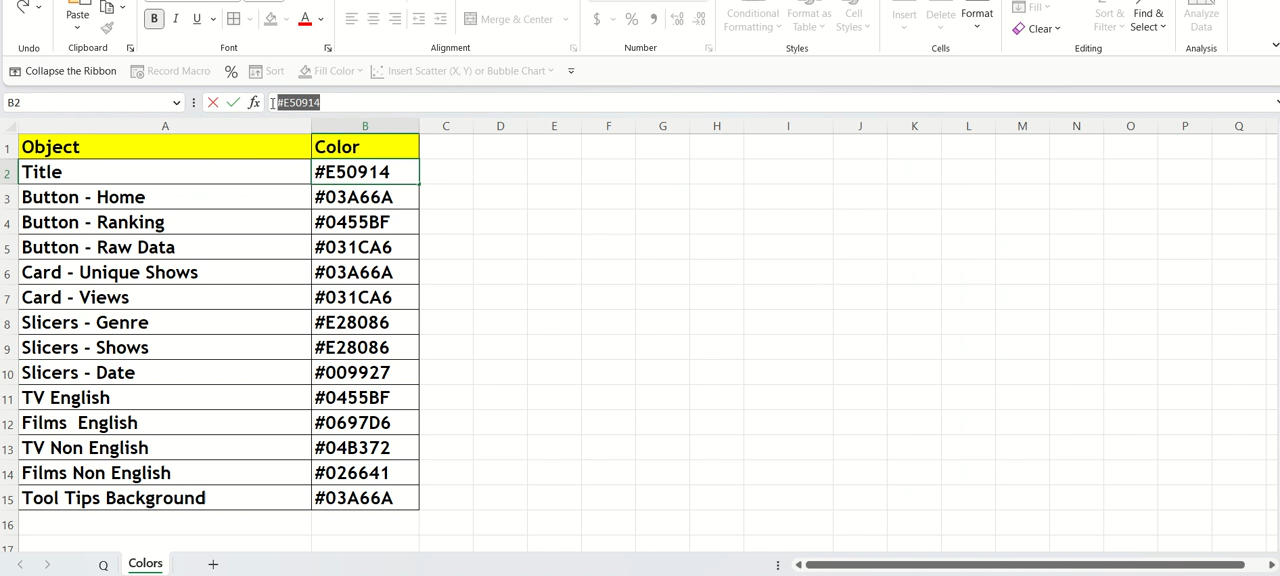 Paste
B I U A
Merge & Center
$ % 9
Conditional Formatting
Format as Table
Cell Styles
Insert
Delete
Format
Fill
Clear
Sort & Filter
Find & Select
Analyze Data
Undo Clipboard Font Alignment Number Styles Cells Editing Analysis
Collapse the Ribbon Record Macro % Sort Fill Color Insert Scatter (X, Y) or Bubble Chart
B2 fx #E50914
A B C D E F G H I J K L M N O P Q
1 Object Color
2 Title #E50914
3 Button - Home #03A66A
4 Button - Ranking #0455BF
5 Button - Raw Data #031CA6
6 Card - Unique Shows #03A66A
7 Card - Views #031CA6
8 Slicers - Genre #E28086
9 Slicers - Shows #E28086
10 Slicers - Date #009927
11 TV English #0455BF
12 Films  English #0697D6
13 TV Non English #04B372
14 Films Non English #026641
15 Tool Tips Background #03A66A
16
17
Q Colors +